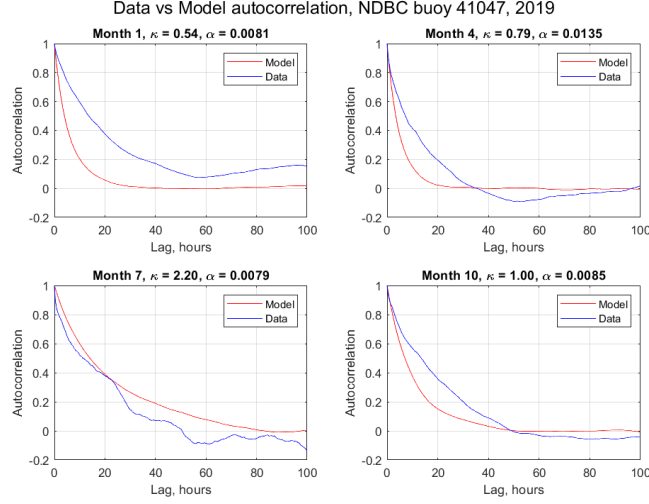 Data vs Model autocorrelation, NDBC buoy 41047, 2019
Month 1, κ = 0.54, α = 0.0081
Autocorrelation
1
0.8
0.6
0.4
0.2
0
-0.2
Model
Data
0 20 40 60 80 100
Lag, hours
Month 4, κ = 0.79, α = 0.0135
Autocorrelation
1
0.8
0.6
0.4
0.2
0
-0.2
Model
Data
0 20 40 60 80 100
Lag, hours
Month 7, κ = 2.20, α = 0.0079
Autocorrelation
1
0.8
0.6
0.4
0.2
0
-0.2
Model
Data
0 20 40 60 80 100
Lag, hours
Month 10, κ = 1.00, α = 0.0085
Autocorrelation
1
0.8
0.6
0.4
0.2
0
-0.2
Model
Data
0 20 40 60 80 100
Lag, hours